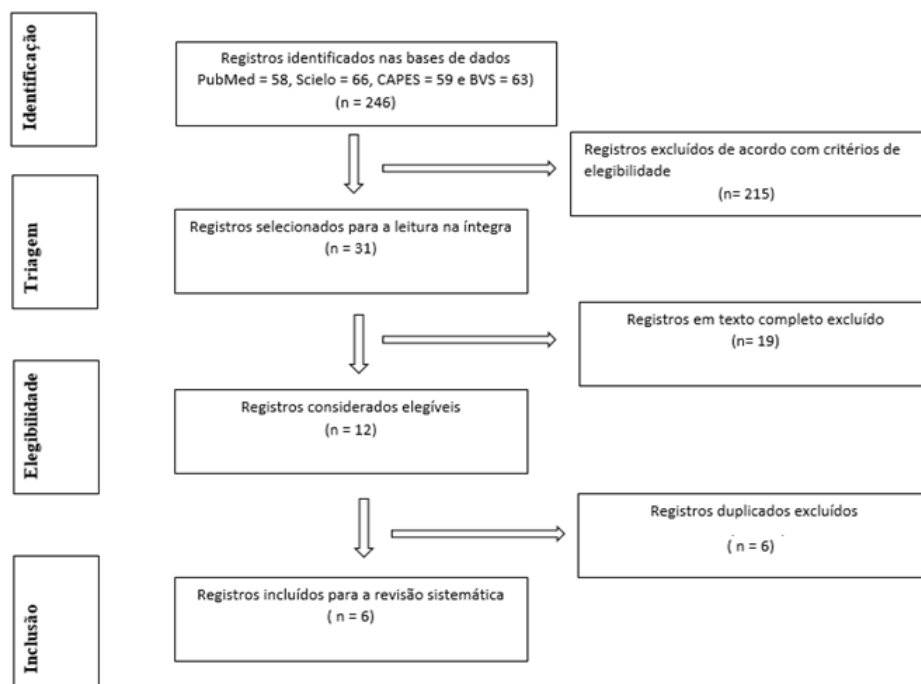 Identificação
Registros identificados nas bases de dados
PubMed = 58, Scielo = 66, CAPES = 59 e BVS = 63)
(n = 246)
Registros excluídos de acordo com critérios de
elegibilidade
(n= 215)
Triagem
Registros selecionados para a leitura na íntegra
(n = 31)
Registros em texto completo excluído
(n= 19)
Elegibilidade
Registros considerados elegíveis
(n = 12)
Registros duplicados excluídos
( n = 6)
Inclusão
Registros incluídos para a revisão sistemática
( n = 6)